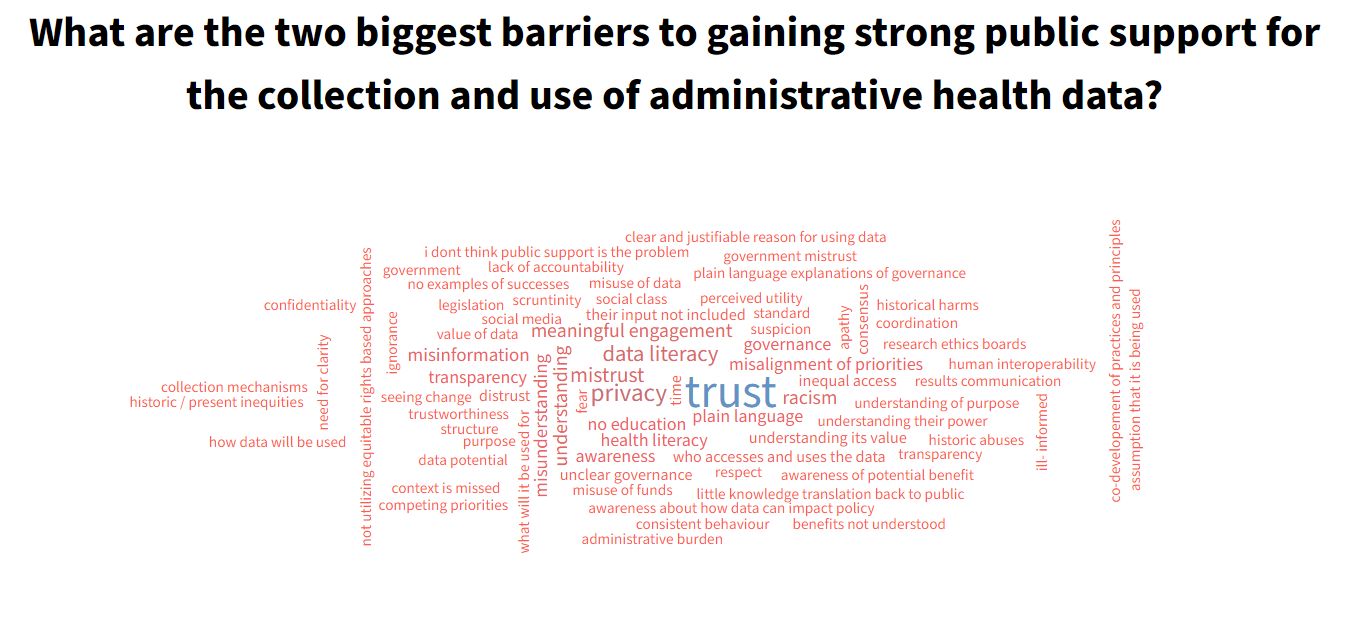 What are the two biggest barriers to gaining strong public support for
the collection and use of administrative health data?
clear and justifiable reason for using data
i dont think public support is the problem
government mistrust
government
lack of accountability
plain language explanations of governance
no examples of successes
misuse of data
confidentiality
legislation
scruntinity
social class
perceived utility
historical harms
social media
their input not included
standard
coordination
value of data
meaningful engagement
suspicion
apathy
consensus
governance
research ethics boards
misinformation
data literacy
misalignment of priorities
human interoperability
ignorance
need for clarity
not utilizing equitable rights based approaches
transparency
misunderstanding
understanding
mistrust
inequal access
results communication
collection mechanisms
historic / present inequities
seeing change
distrust
fear
privacy
time
trust
racism
understanding of purpose
trustworthiness
structure
no education
plain language
understanding their power
how data will be used
purpose
health literacy
understanding its value
historic abuses
data potential
what will it be used for
awareness
who accesses and uses the data
transparency
ill- informed
unclear governance
respect
awareness of potential benefit
context is missed
misuse of funds
little knowledge translation back to public
competing priorities
awareness about how data can impact policy
consistent behaviour
benefits not understood
administrative burden
co-developement of practices and principles
assumption that it is being used